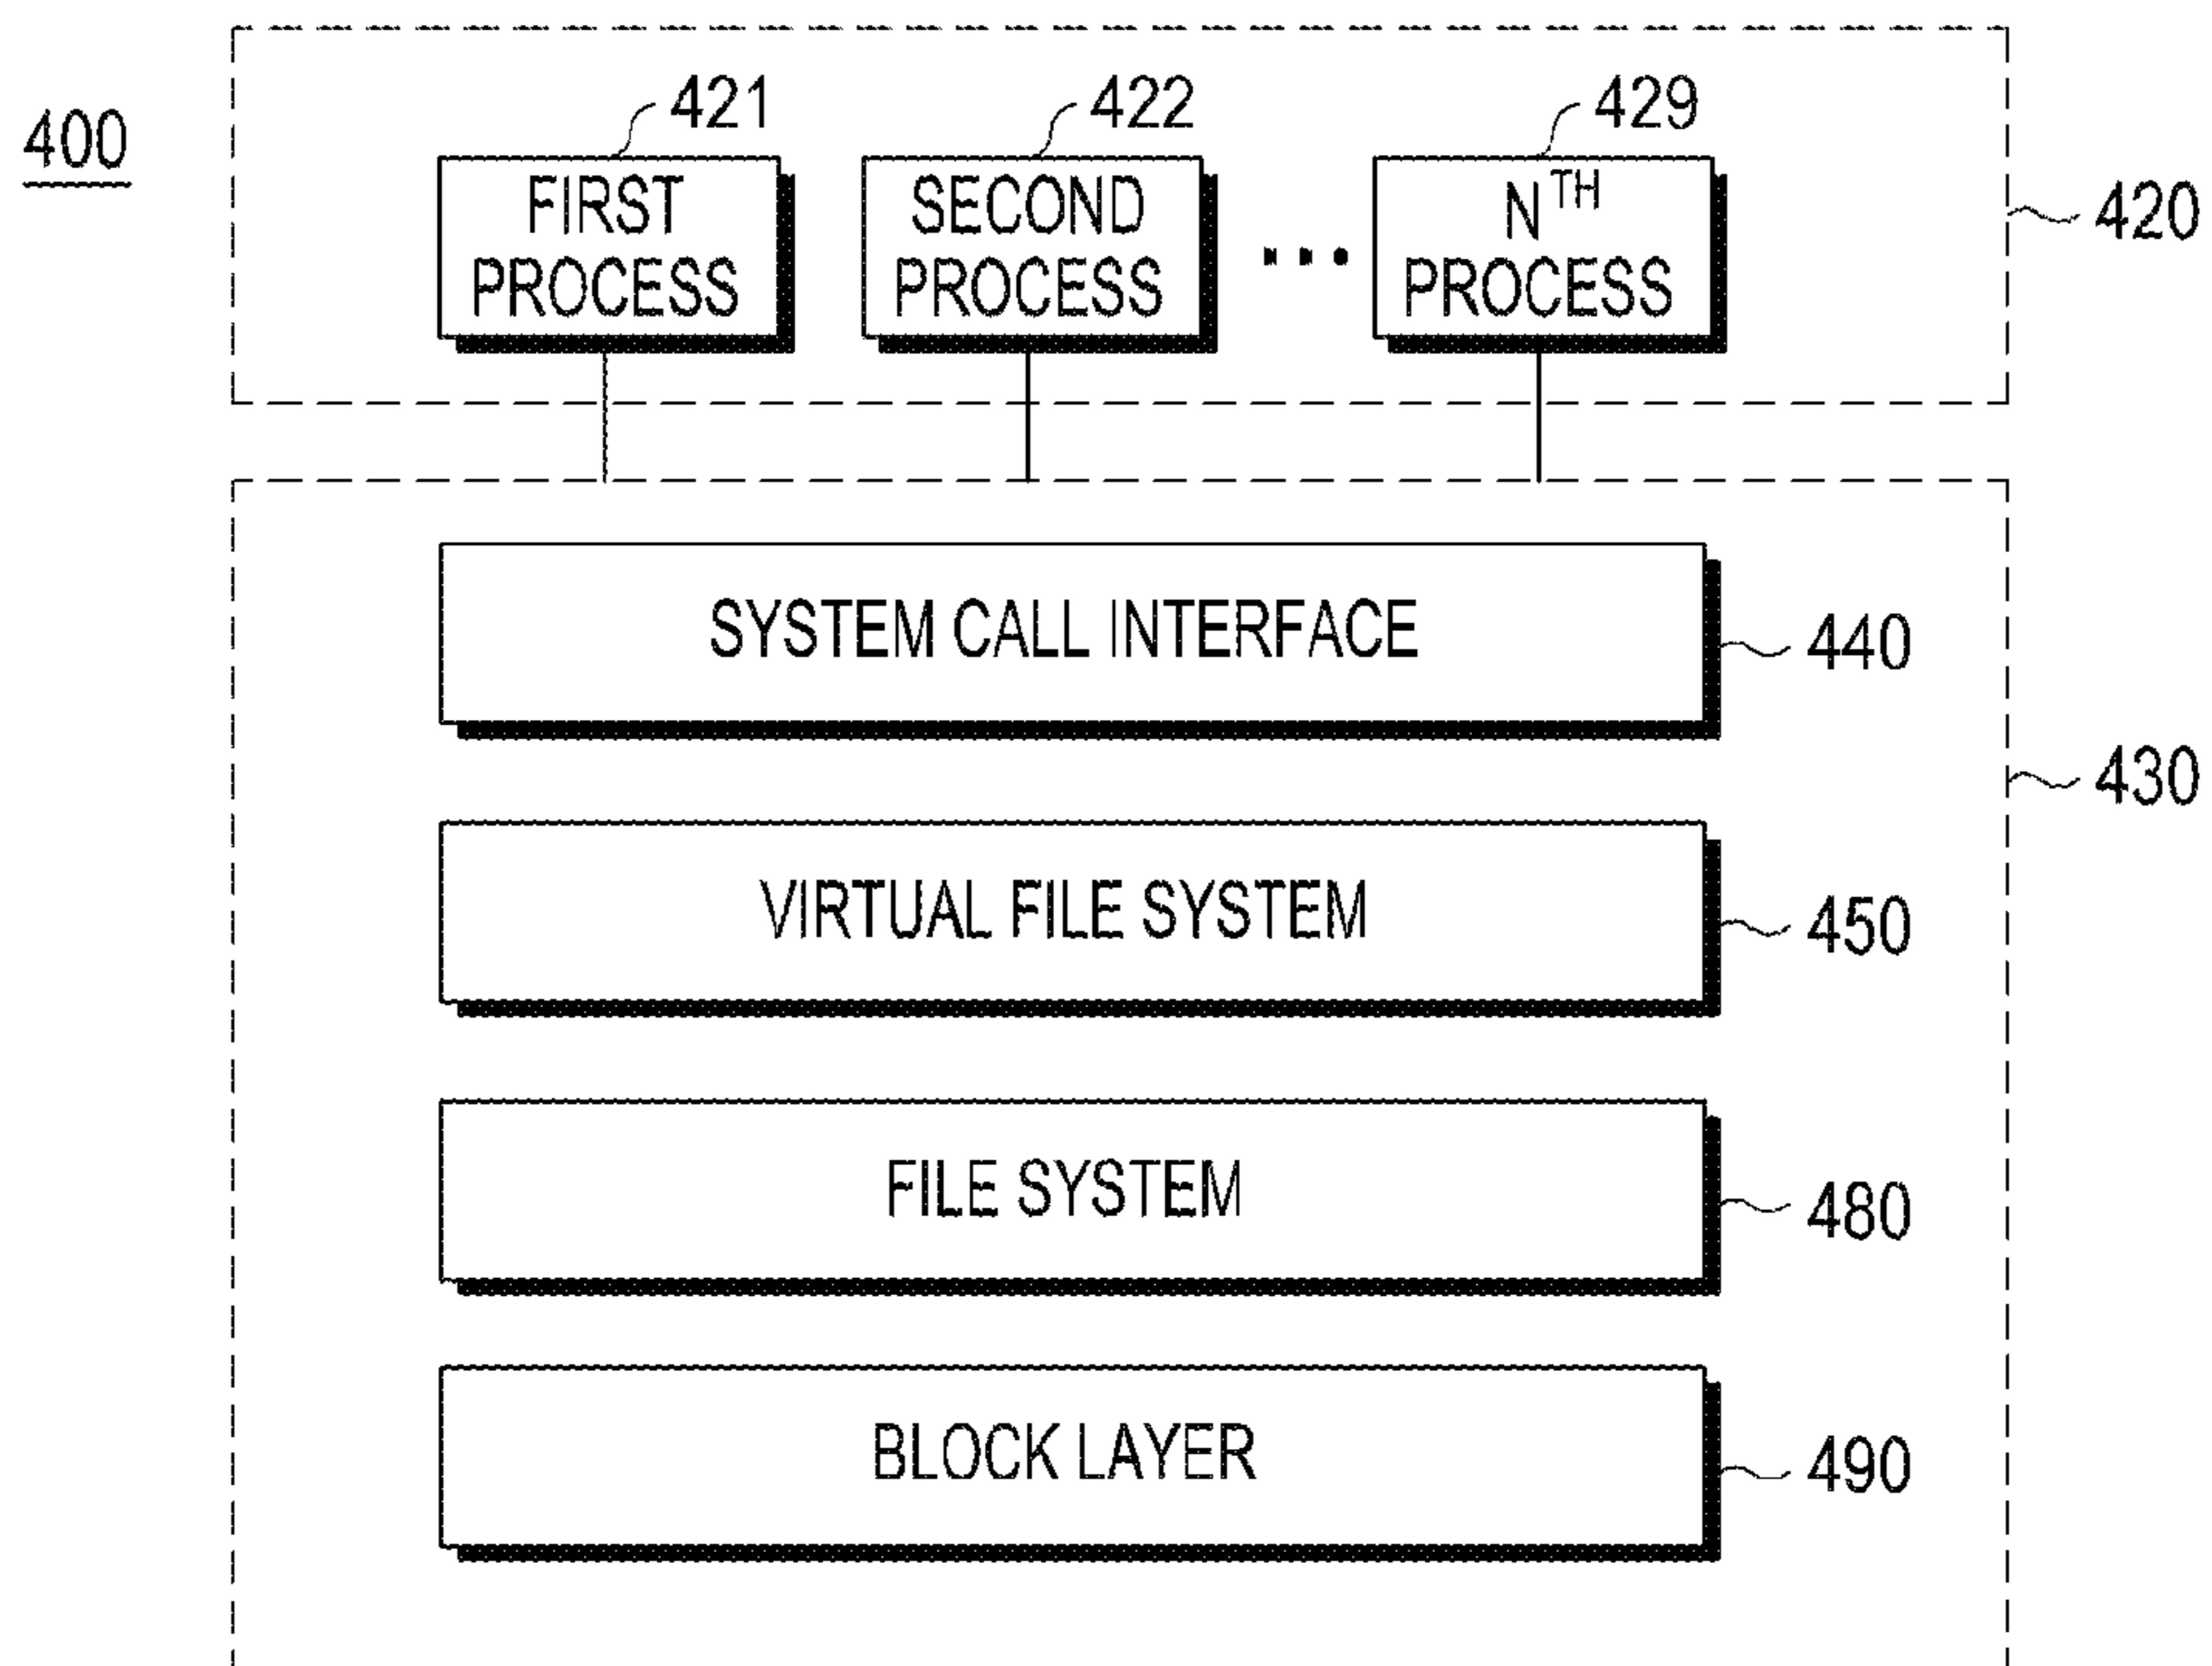 400
421
422
429
FIRST
PROCESS
SECOND
PROCESS
...
NTH
PROCESS
420
SYSTEM CALL INTERFACE
440
430
VIRTUAL FILE SYSTEM
450
FILE SYSTEM
480
BLOCK LAYER
490